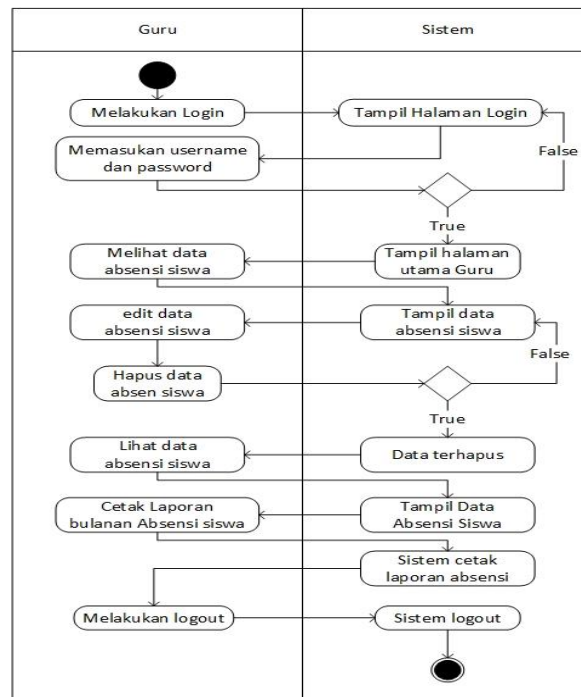 Guru
Sistem
Melakukan Login
Tampil Halaman Login
Memasukan username
dan password
False
True
Melihat data
absensi siswa
Tampil halaman
utama Guru
edit data
absensi siswa
Tampil data
absensi siswa
False
Hapus data
absen siswa
True
Lihat data
absensi siswa
Data terhapus
Cetak Laporan
bulanan Absensi siswa
Tampil Data
Absensi Siswa
Sistem cetak
laporan absensi
Melakukan logout
Sistem logout